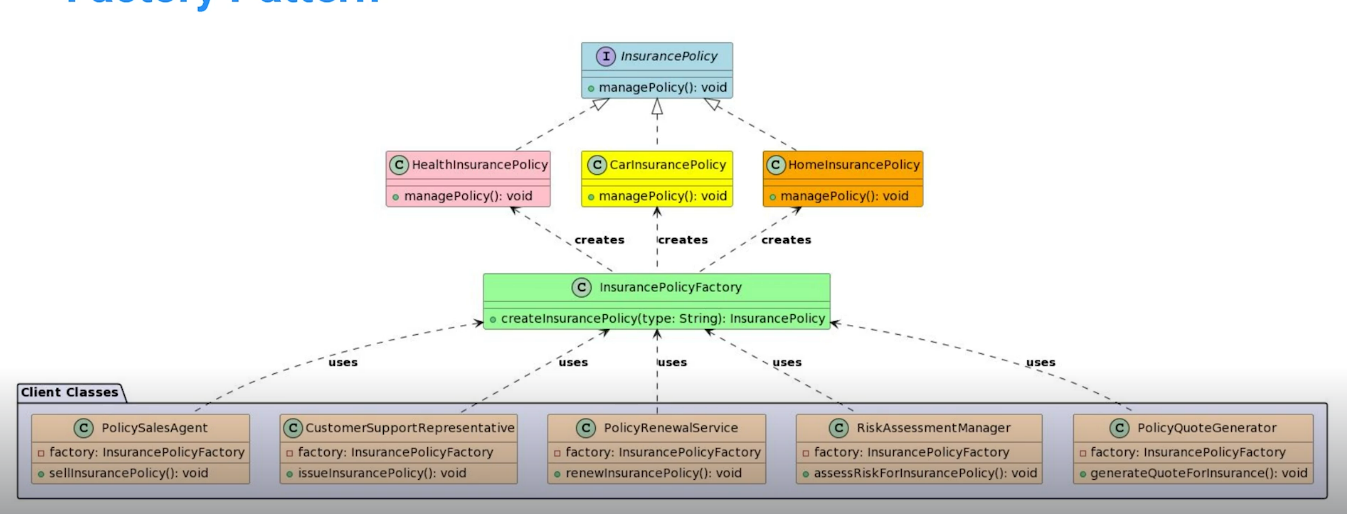 Factory Pattern
I InsurancePolicy
managePolicy(): void
C HealthInsurancePolicy
C CarInsurancePolicy
C HomeInsurancePolicy
managePolicy(): void
managePolicy(): void
managePolicy(): void
creates
creates
creates
C InsurancePolicyFactory
createInsurancePolicy(type: String): InsurancePolicy
uses
uses
uses
uses
uses
Client Classes
C PolicySalesAgent
C CustomerSupportRepresentative
C PolicyRenewalService
C RiskAssessmentManager
C PolicyQuoteGenerator
factory: InsurancePolicyFactory
factory: InsurancePolicyFactory
factory: InsurancePolicyFactory
factory: InsurancePolicyFactory
factory: InsurancePolicyFactory
sellInsurancePolicy(): void
issueInsurancePolicy(): void
renewInsurancePolicy(): void
assessRiskForInsurancePolicy(): void
generateQuoteForInsurance(): void